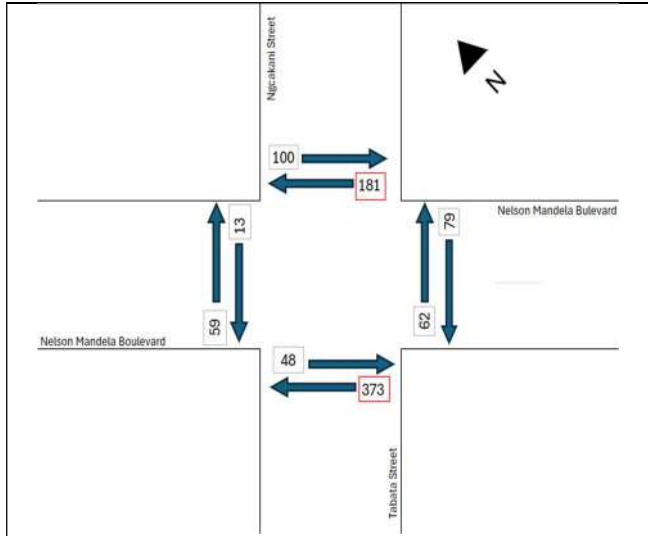 Ngcakani Street
N
100
181
Nelson Mandela Bulevard
13
79
59
62
Nelson Mandela Boulevard
48
373
Tabata Street